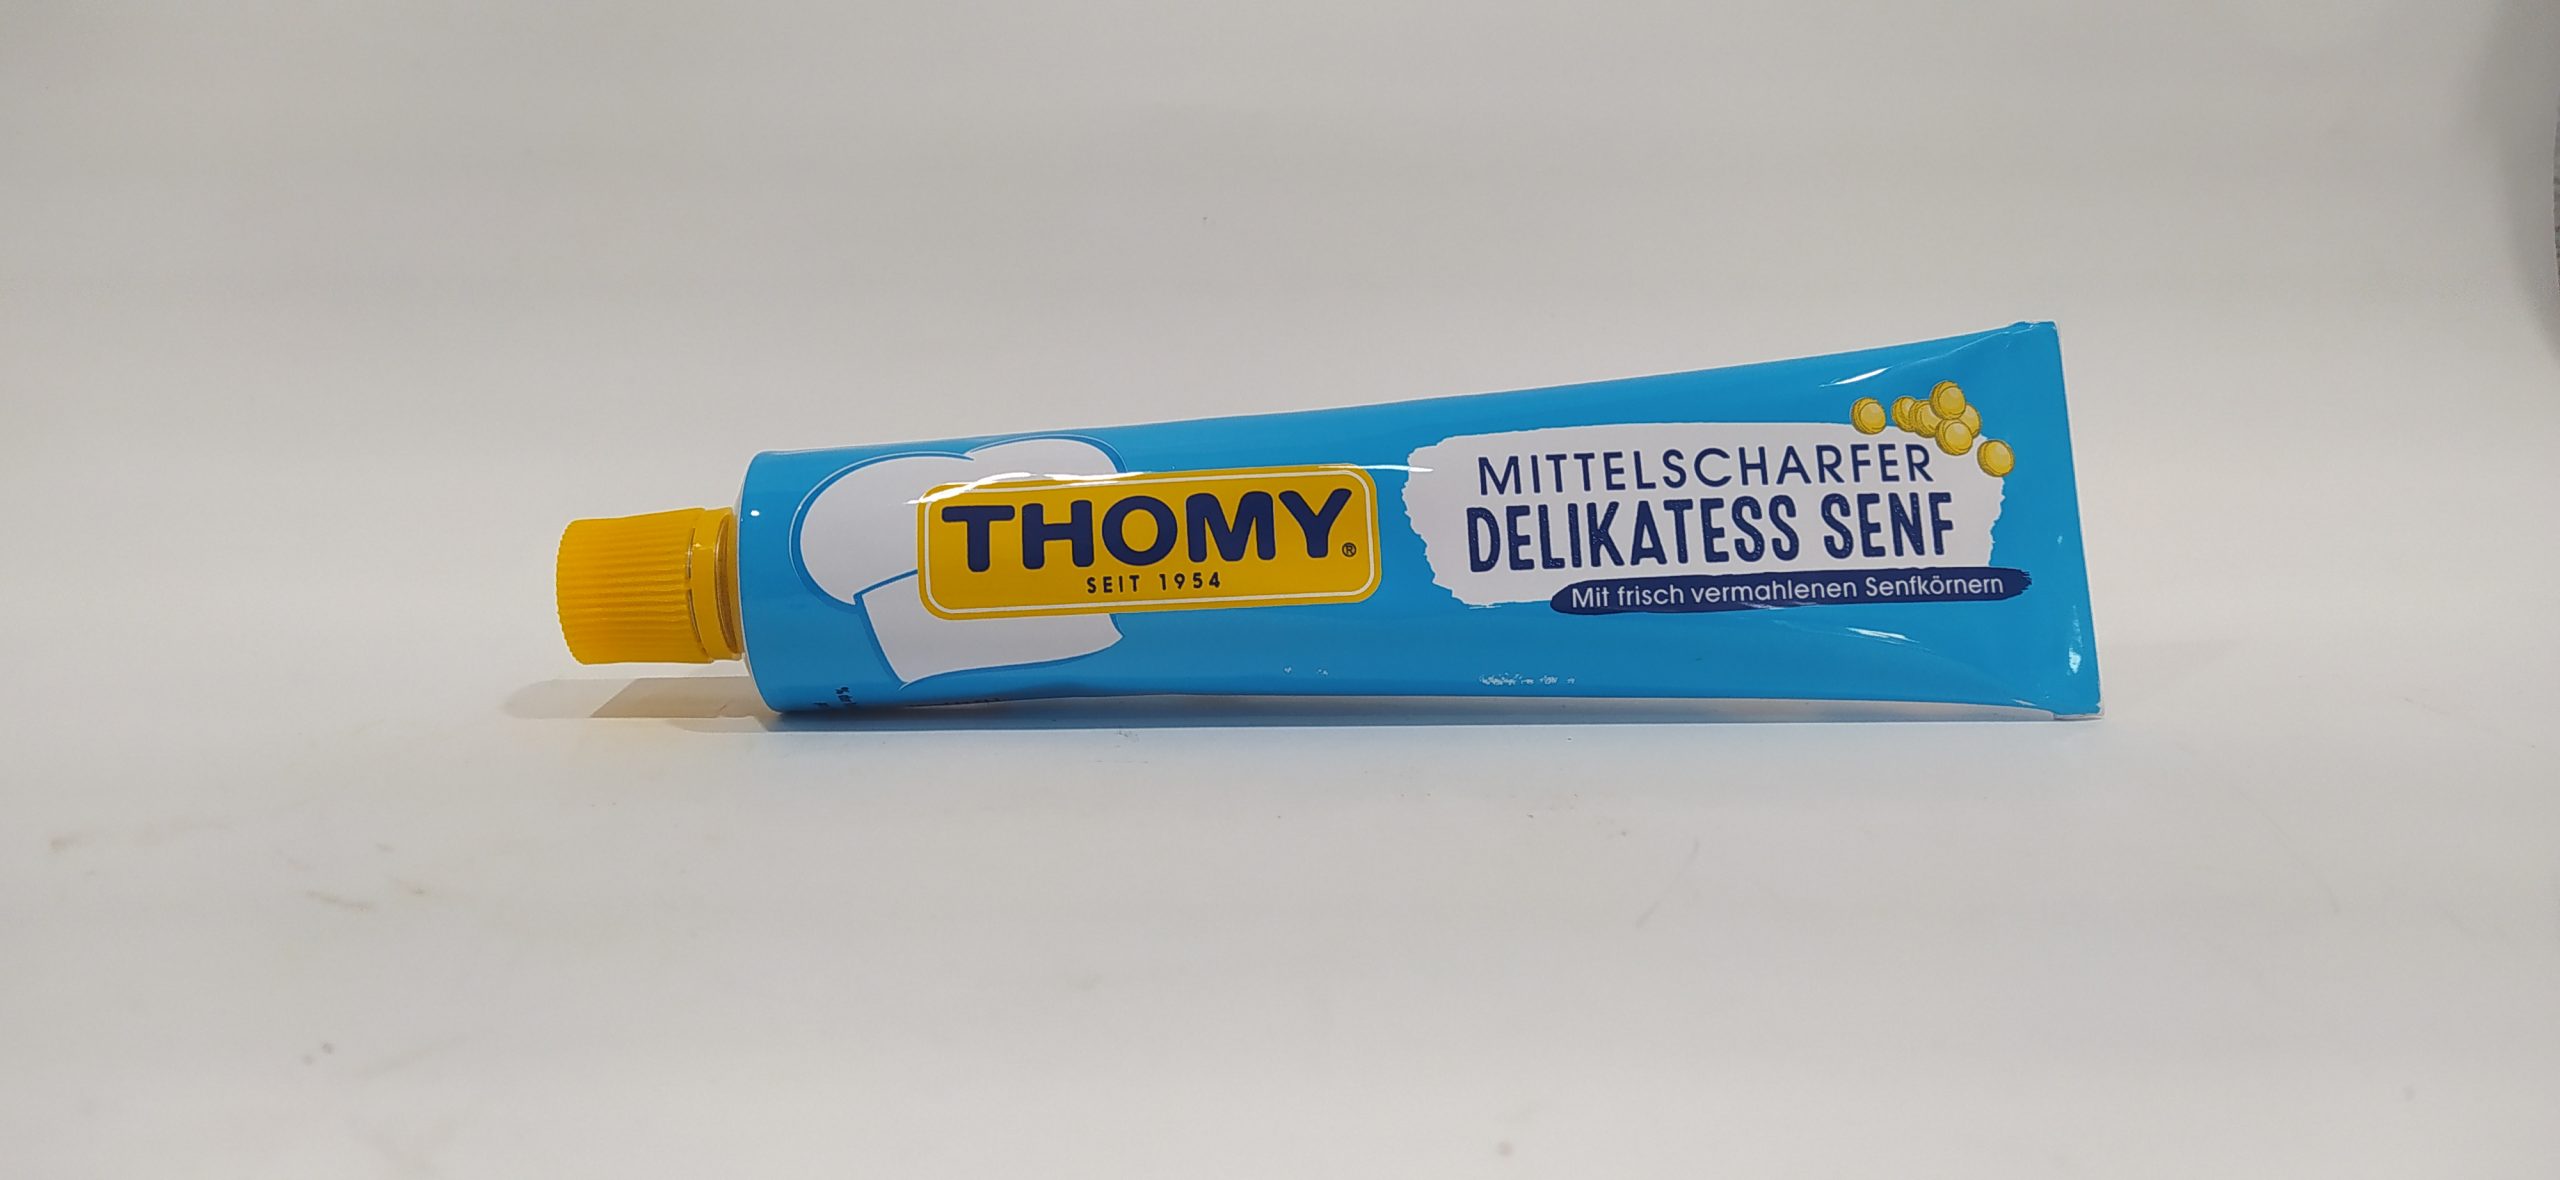 THOMY®
SEIT 1954
MITTELSCHARFER
DELIKATESS SENF
Mit frisch vermahlenen Senfkörnern